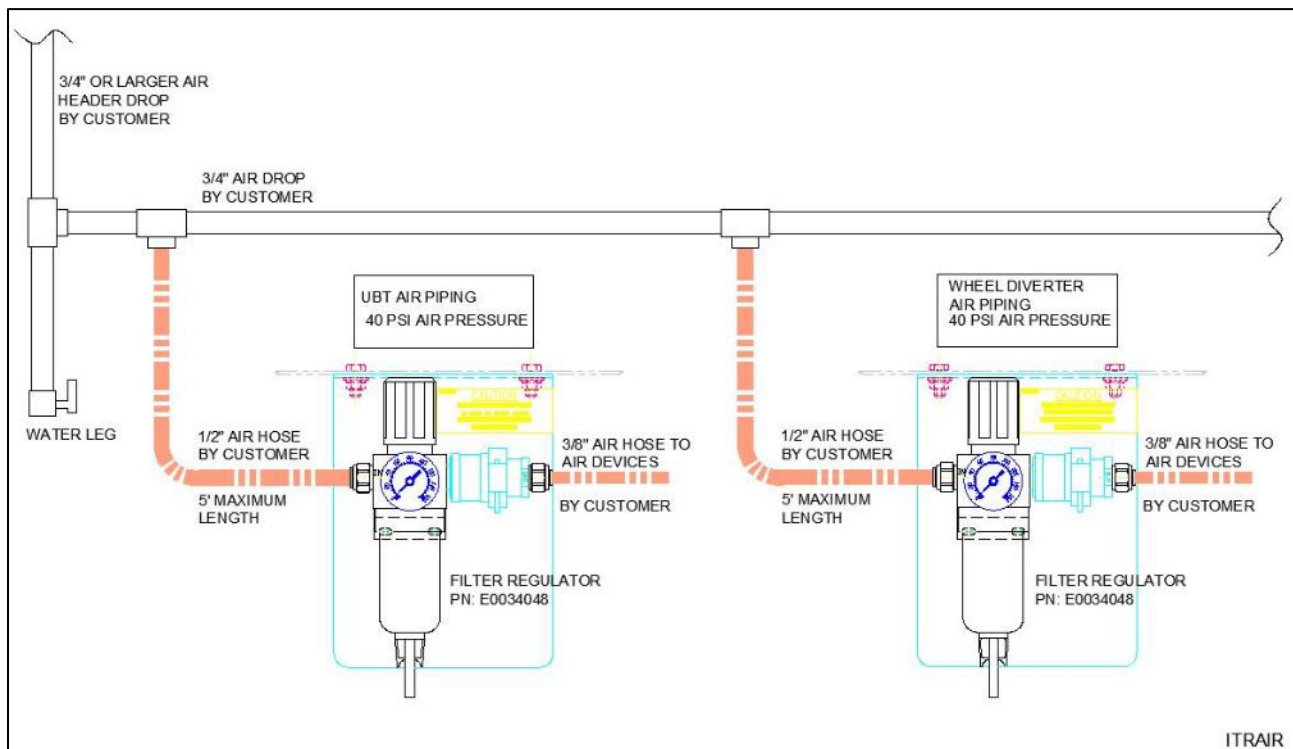 3/4" OR LARGER AIR
HEADER DROP
BY CUSTOMER
3/4" AIR DROP
BY CUSTOMER
UBT AIR PIPING
40 PSI AIR PRESSURE
WHEEL DIVERTER
AIR PIPING
40 PSI AIR PRESSURE
WATER LEG
1/2" AIR HOSE
BY CUSTOMER
5' MAXIMUM
LENGTH
CAUTION
3/8" AIR HOSE TO
AIR DEVICES
BY CUSTOMER
FILTER REGULATOR
PN: E0034048
1/2" AIR HOSE
BY CUSTOMER
5' MAXIMUM
LENGTH
CAUTION
3/8" AIR HOSE TO
AIR DEVICES
BY CUSTOMER
FILTER REGULATOR
PN: E0034048
ITRAIR